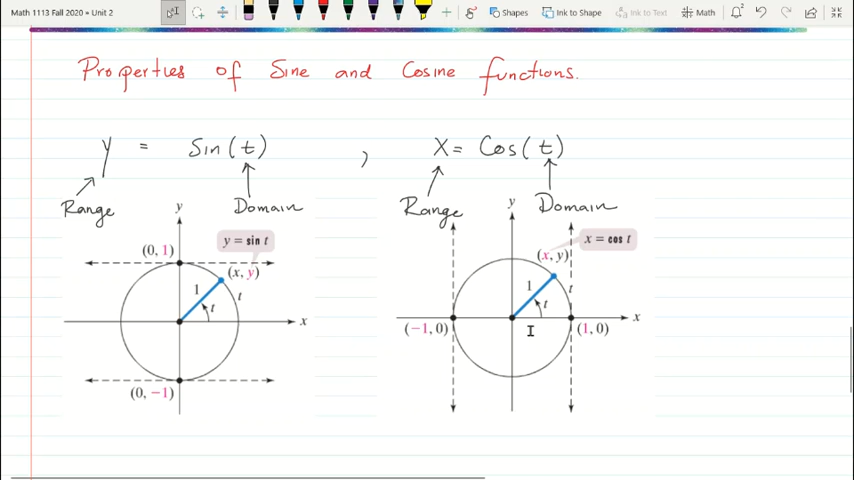 Math 1113 Fall 2020 • Unit 2
Shapes
Ink to Shape
Ink to Text
Math
Properties of Sine and Cosine functions.
y = Sin(t) , X = Cos(t)
Range Domain Range Domain
y
y = sin t
(0, 1)
(x, y)
1
t
t
x
(0, −1)
y
x = cos t
(x, y)
1
t
t
x
(−1, 0)
(1, 0)